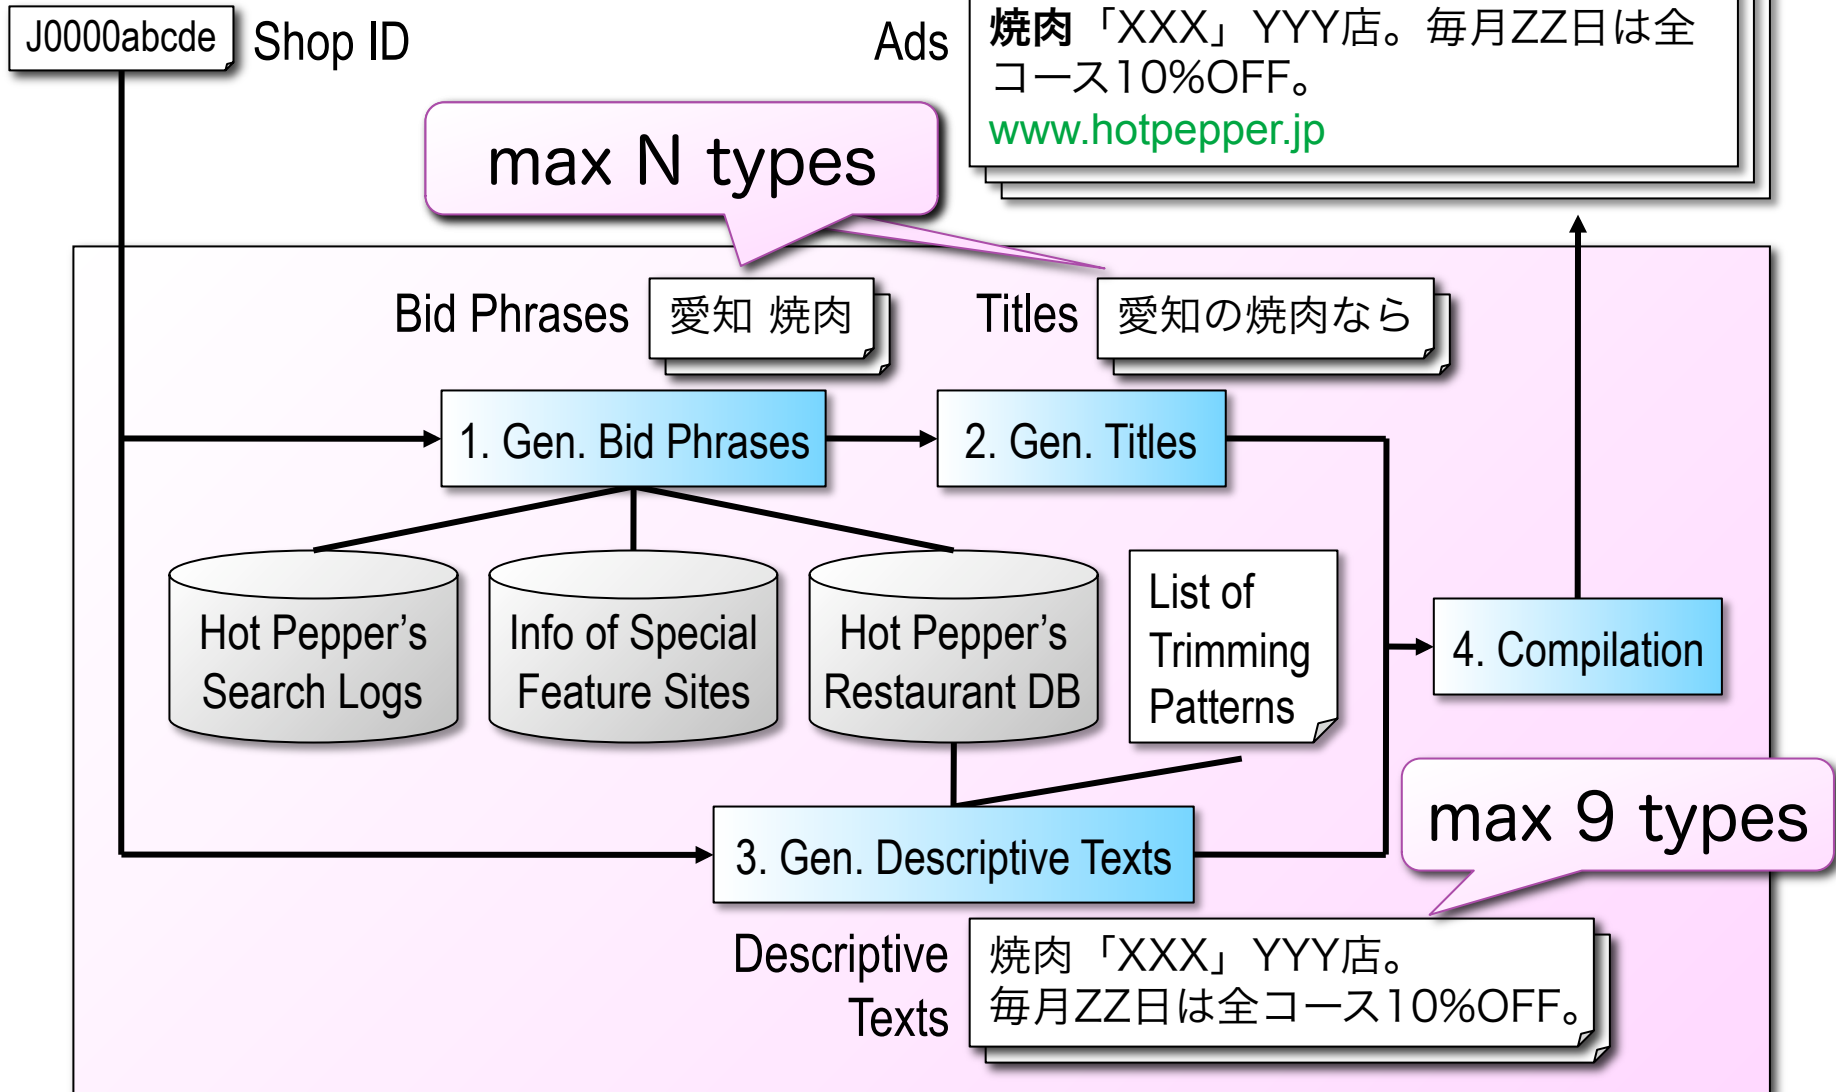 J0000abcde
Shop ID
Ads
焼肉「XXX」YYY店。毎月ZZ日は全
コース10%OFF。
www.hotpepper.jp
max N types
Bid Phrases
愛知 焼肉
Titles
愛知の焼肉なら
1. Gen. Bid Phrases
2. Gen. Titles
Hot Pepper’s
Search Logs
Info of Special
Feature Sites
Hot Pepper’s
Restaurant DB
List of
Trimming
Patterns
4. Compilation
max 9 types
3. Gen. Descriptive Texts
Descriptive
Texts
焼肉「XXX」YYY店。
毎月ZZ日は全コース10%OFF。